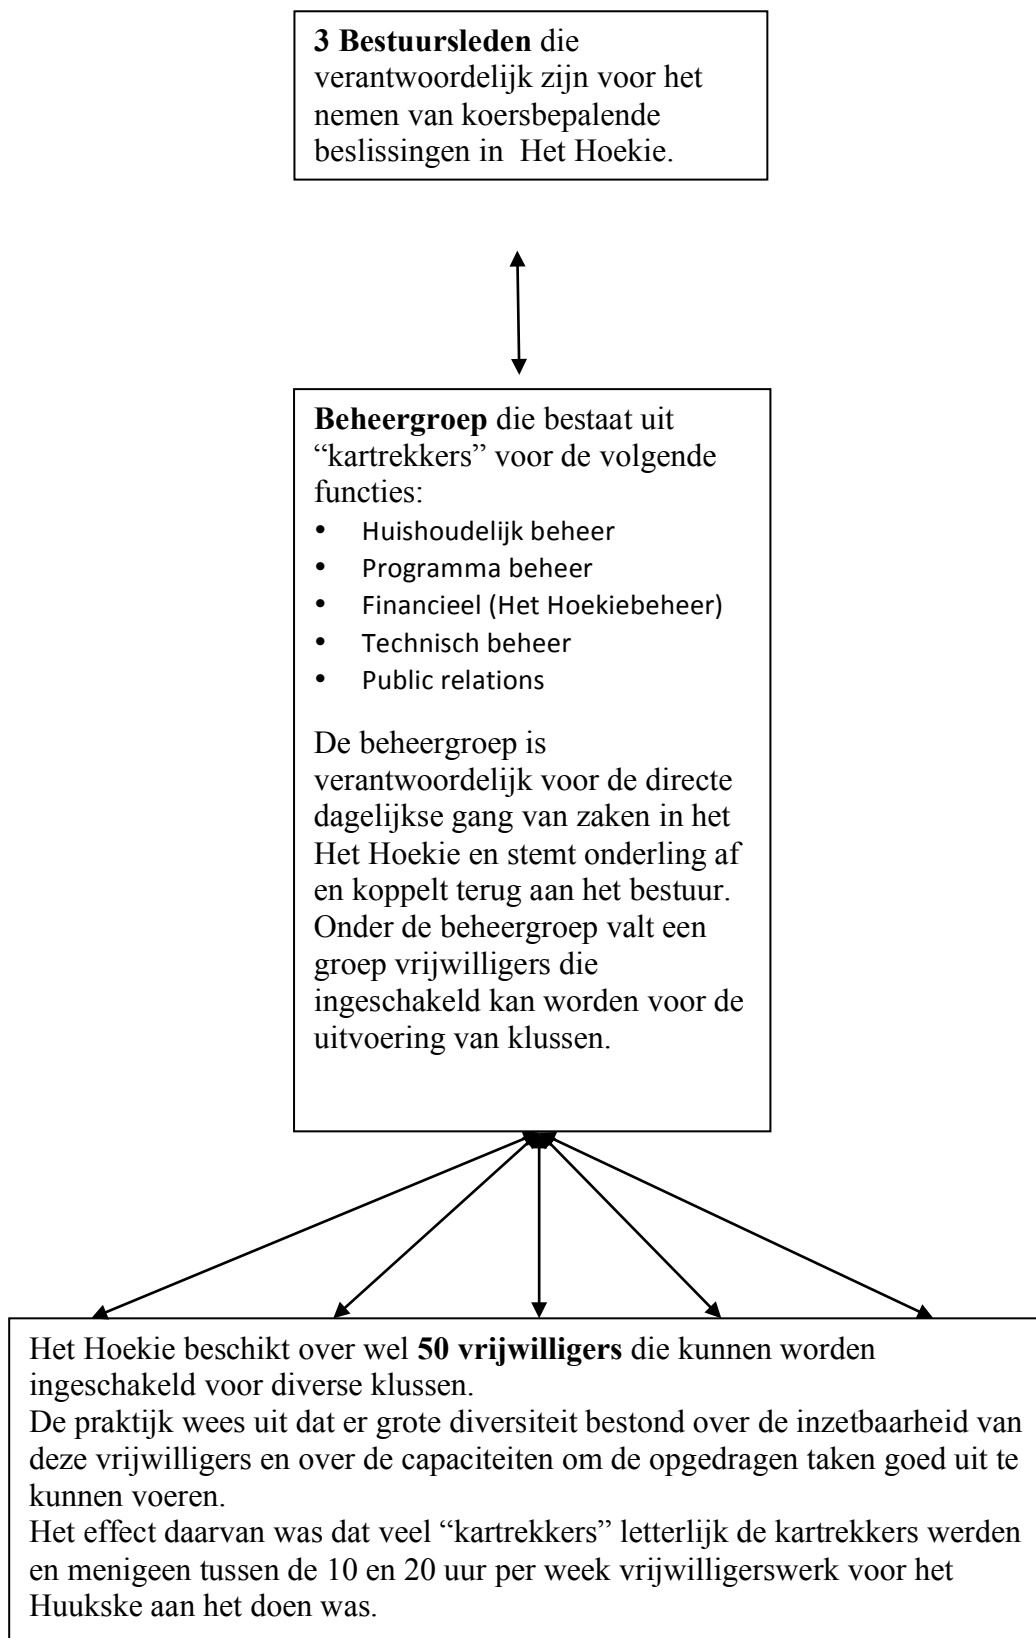 3 Bestuursleden die
verantwoordelijk zijn voor het
nemen van koersbepalende
beslissingen in  Het Hoekie.
Beheergroep die bestaat uit
“kartrekkers” voor de volgende
functies:
• Huishoudelijk beheer
• Programma beheer
• Financieel (Het Hoekiebeheer)
• Technisch beheer
• Public relations
De beheergroep is
verantwoordelijk voor de directe
dagelijkse gang van zaken in het
Het Hoekie en stemt onderling af
en koppelt terug aan het bestuur.
Onder de beheergroep valt een
groep vrijwilligers die
ingeschakeld kan worden voor de
uitvoering van klussen.
Het Hoekie beschikt over wel 50 vrijwilligers die kunnen worden
ingeschakeld voor diverse klussen.
De praktijk wees uit dat er grote diversiteit bestond over de inzetbaarheid van
deze vrijwilligers en over de capaciteiten om de opgedragen taken goed uit te
kunnen voeren.
Het effect daarvan was dat veel “kartrekkers” letterlijk de kartrekkers werden
en menigeen tussen de 10 en 20 uur per week vrijwilligerswerk voor het
Huukske aan het doen was.